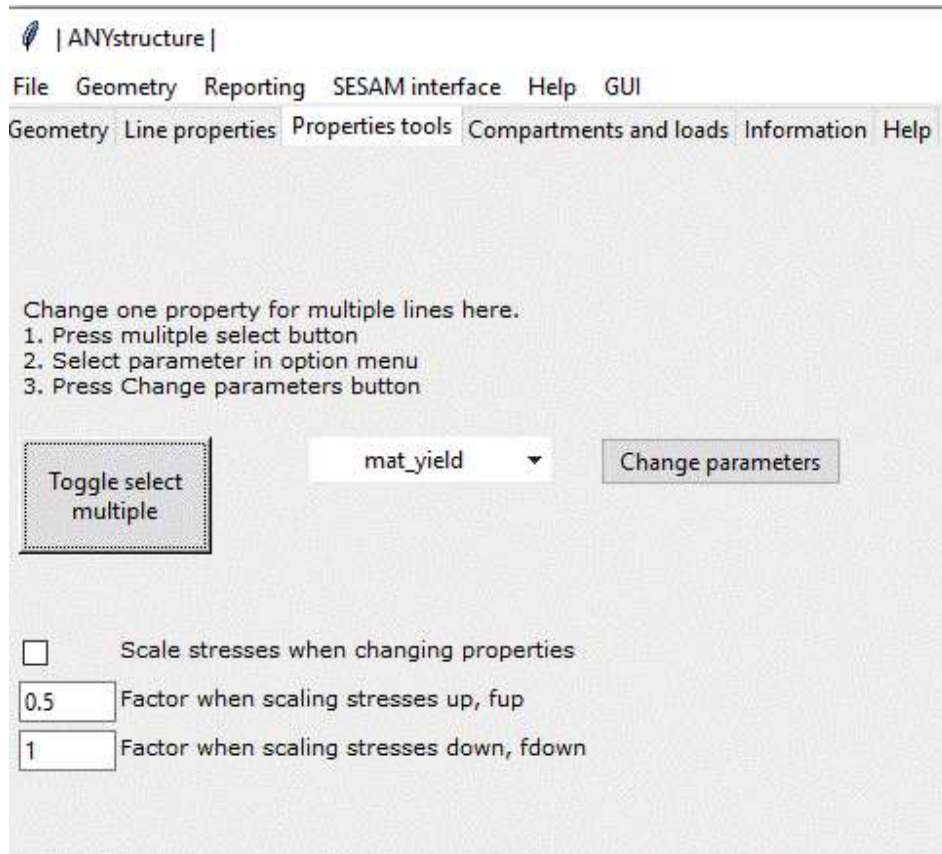 | ANYstructure |
File Geometry Reporting SESAM interface Help GUI
Geometry Line properties Properties tools Compartments and loads Information Help
Change one property for multiple lines here.
1. Press mulitple select button
2. Select parameter in option menu
3. Press Change parameters button
Toggle select
multiple
mat_yield
Change parameters
Scale stresses when changing properties
0.5 Factor when scaling stresses up, fup
1 Factor when scaling stresses down, fdown